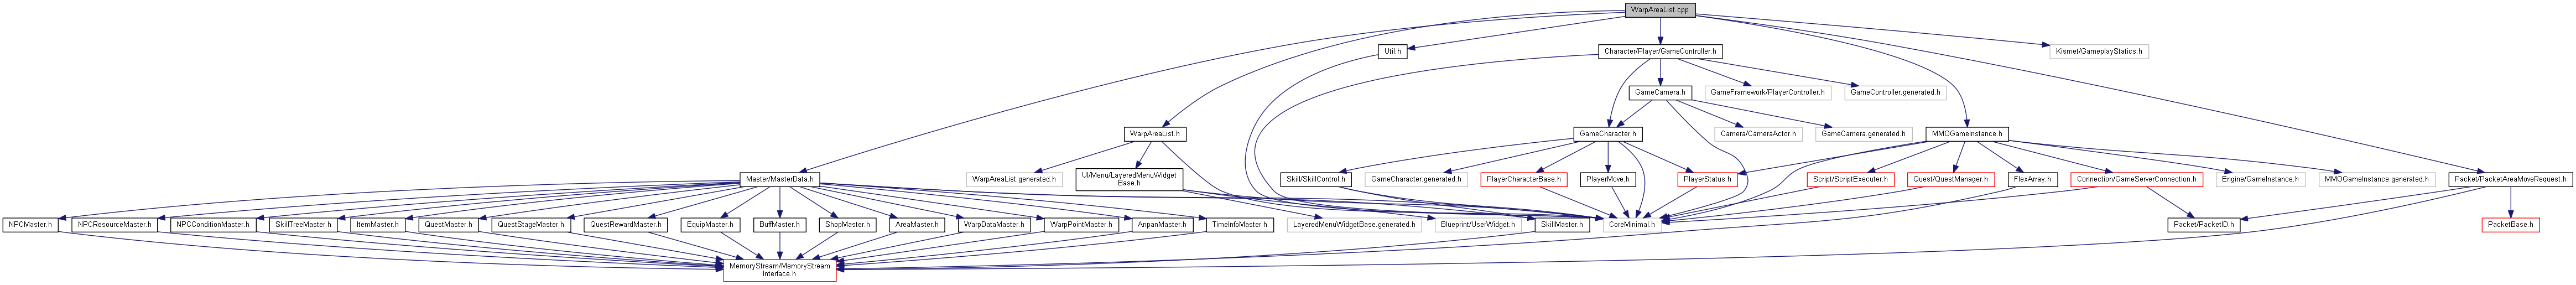 WarpAreaList.cpp
Util.h
Character/Player/GameController.h
Kismet/GameplayStatics.h
GameCamera.h
GameFramework/PlayerController.h
GameController.generated.h
WarpAreaList.h
GameCharacter.h
Camera/CameraActor.h
GameCamera.generated.h
MMOGameInstance.h
Master/MasterData.h
WarpAreaList.generated.h
UI/Menu/LayeredMenuWidget
Base.h
Skill/SkillControl.h
GameCharacter.generated.h
PlayerCharacterBase.h
PlayerMove.h
PlayerStatus.h
Script/ScriptExecuter.h
Quest/QuestManager.h
FlexArray.h
Connection/GameServerConnection.h
Engine/GameInstance.h
MMOGameInstance.generated.h
Packet/PacketAreaMoveRequest.h
NPCMaster.h
NPCResourceMaster.h
NPCConditionMaster.h
SkillTreeMaster.h
ItemMaster.h
QuestMaster.h
QuestStageMaster.h
QuestRewardMaster.h
EquipMaster.h
BuffMaster.h
ShopMaster.h
AreaMaster.h
WarpDataMaster.h
WarpPointMaster.h
AnpanMaster.h
TimeInfoMaster.h
LayeredMenuWidgetBase.generated.h
Blueprint/UserWidget.h
SkillMaster.h
CoreMinimal.h
Packet/PacketID.h
PacketBase.h
MemoryStream/MemoryStream
Interface.h